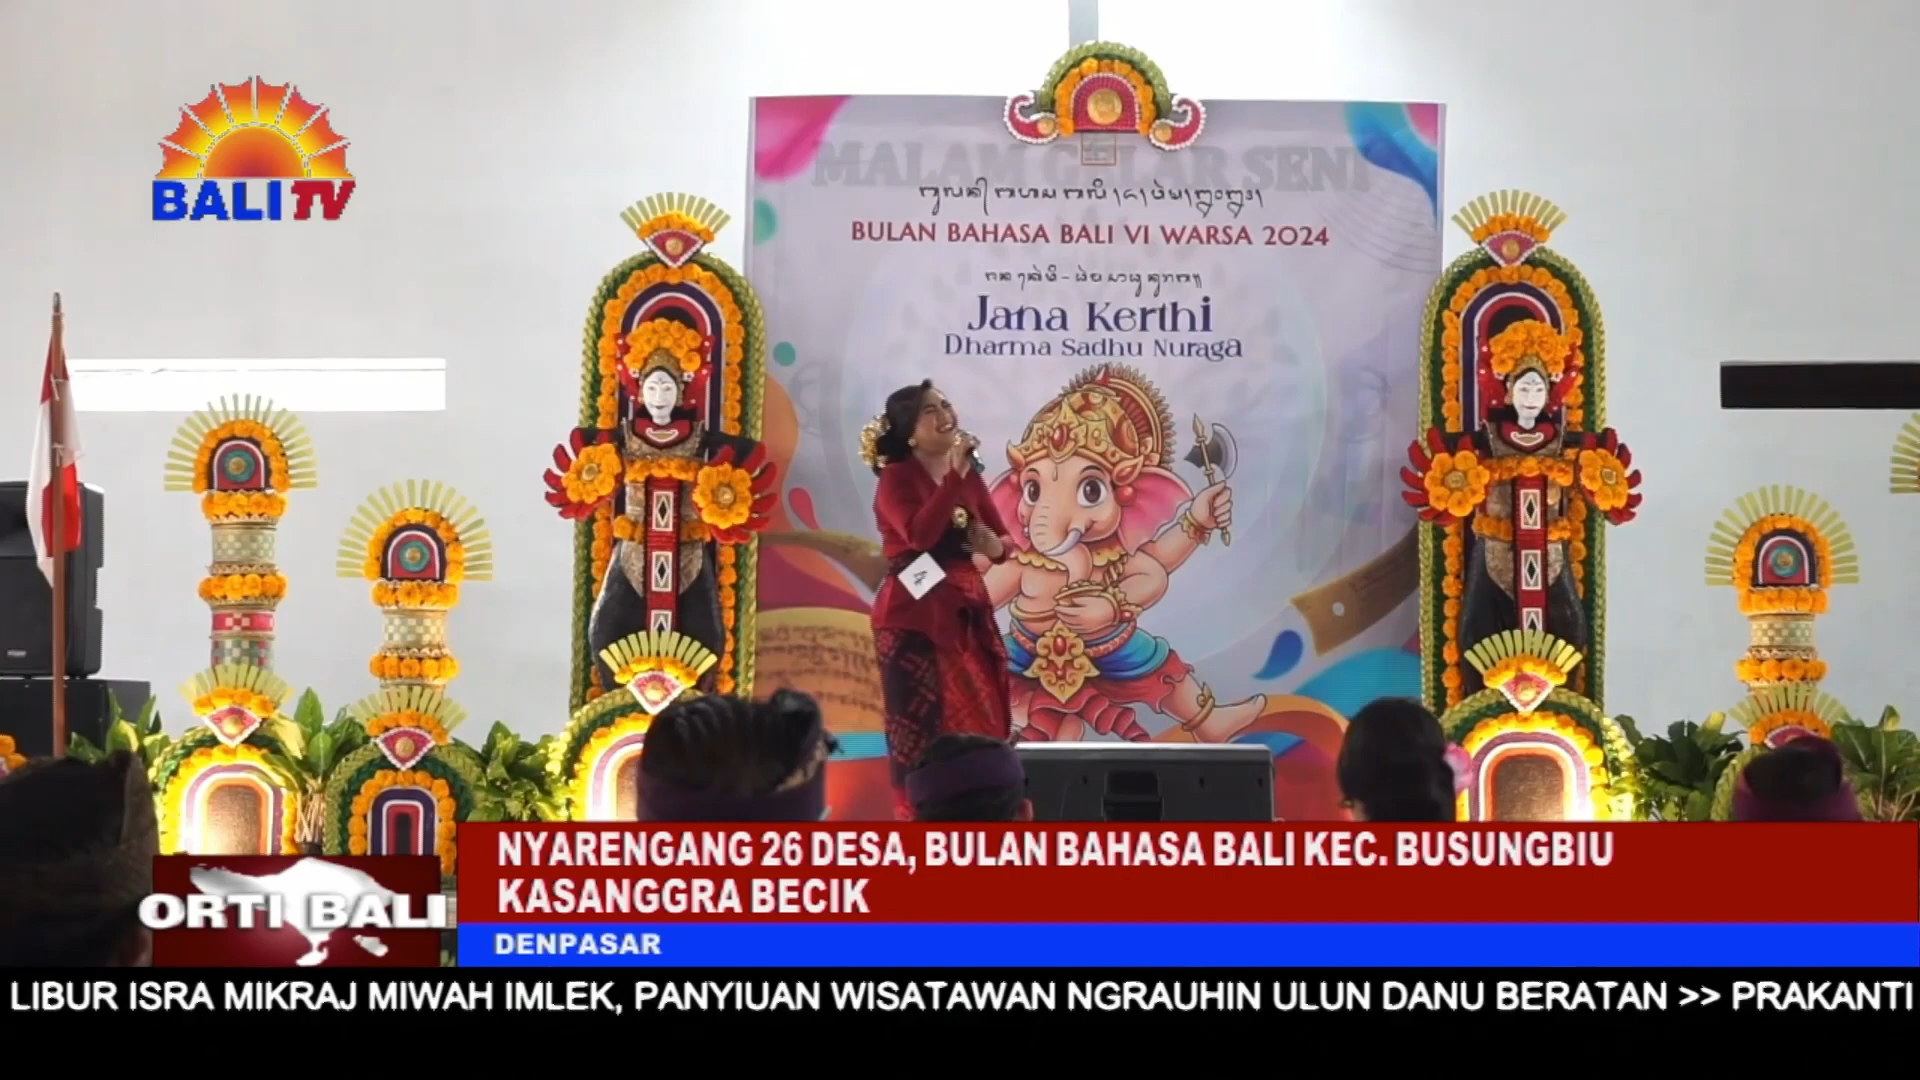 BALI TV
MALAM GELAR SENI
BULAN BAHASA BALI VI WARSA 2024
Jana Kerthi
Dharma Sadhu Nuraga
4
NYARENGANG 26 DESA, BULAN BAHASA BALI KEC. BUSUNGBIU
KASANGGRA BECIK
ORTI BALI
DENPASAR
LIBUR ISRA MIKRAJ MIWAH IMLEK, PANYIUAN WISATAWAN NGRAUHIN ULUN DANU BERATAN >> PRAKANTI